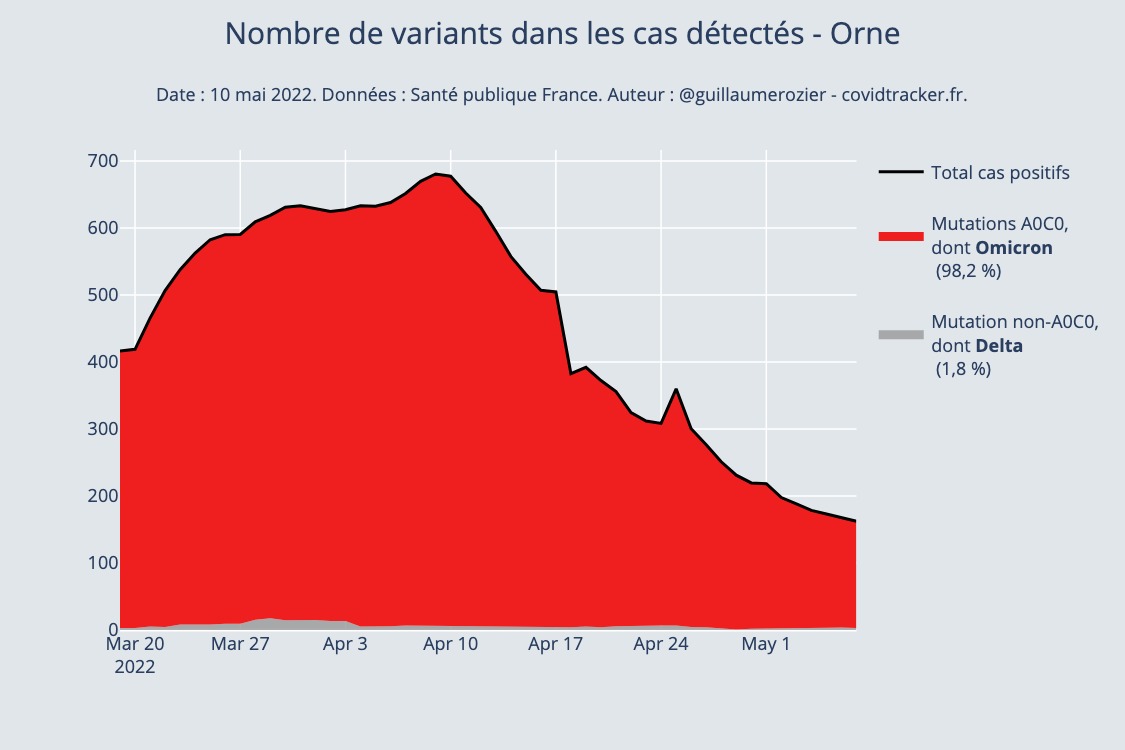 Nombre de variants dans les cas détectés - Orne
Date : 10 mai 2022. Données : Santé publique France. Auteur : @guillaumerozier - covidtracker.fr.
700
600
500
400
300
200
100
0
Mar 20
2022
Mar 27
Apr 3
Apr 10
Apr 17
Apr 24
May 1
Total cas positifs
Mutations A0C0,
dont Omicron
(98,2 %)
Mutation non-A0C0,
dont Delta
(1,8 %)